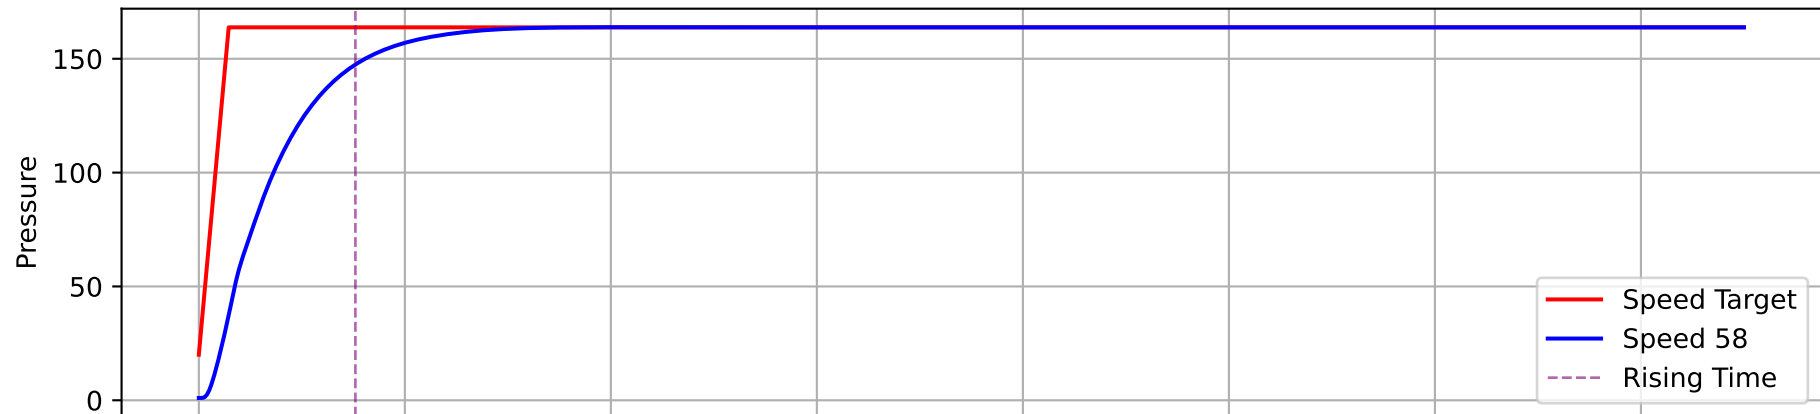 150
100
50
0
Pressure
Speed Target
Speed 58
Rising Time